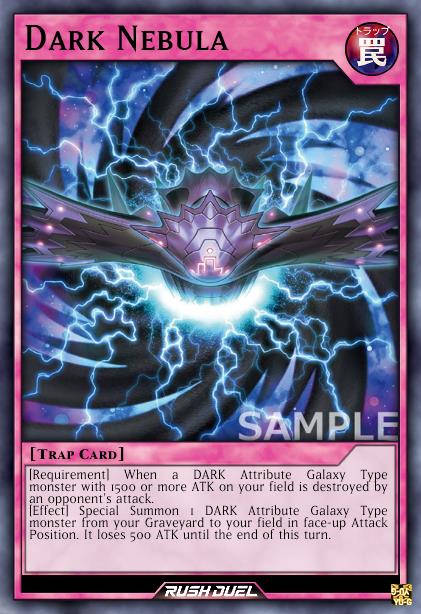 Dark Nebula
トラップ
罠
SAMPLE
[Trap Card]
[Requirement] When a DARK Attribute Galaxy Type
monster with 1500 or more ATK on your field is destroyed by
an opponent's attack.
[Effect] Special Summon 1 DARK Attribute Galaxy Type
monster from your Graveyard to your field in face-up Attack
Position. It loses 500 ATK until the end of this turn.
RUSH DUEL